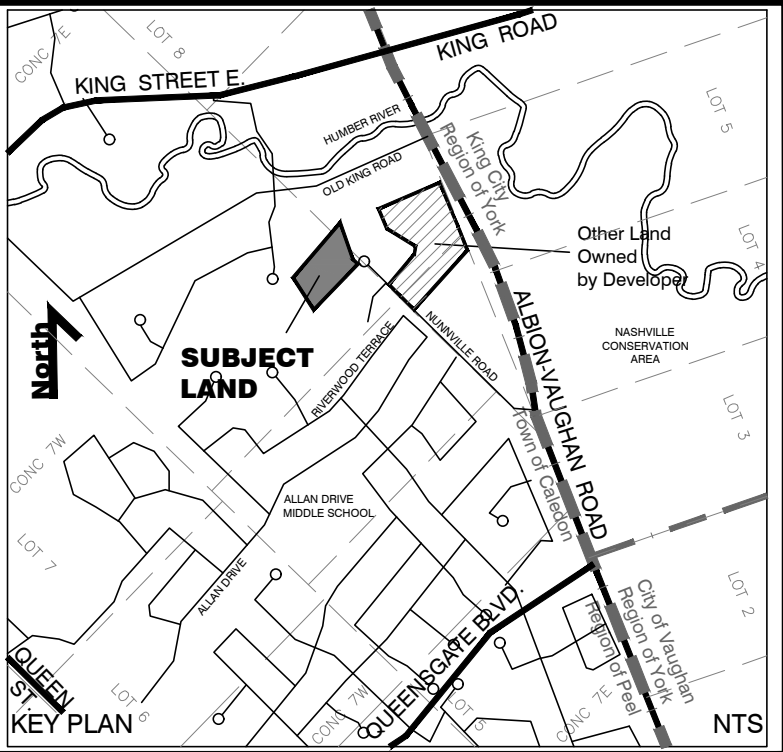 CONC 7E
LOT 8
KING ROAD
KING STREET E.
LOT 5
HUMBER RIVER
King City
Region of York
OLD KING ROAD
Other Land
Owned
by Developer
LOT 4
North
NUNNVILLE ROAD
ALBION-VAUGHAN ROAD
NASHVILLE
CONSERVATION
AREA
SUBJECT
LAND
RIVERWOOD TERRACE
LOT 3
Town of Caledon
CONC 7W
ALLAN DRIVE
MIDDLE SCHOOL
LOT 7
ALLAN DRIVE
QUEENSGATE BLVD.
LOT 2
City of Vaughan
Region of York
Region of Peel
QUEEN
ST.
LOT 6
CONC 7W
LOT 5
CONC 7E
KEY PLAN
NTS